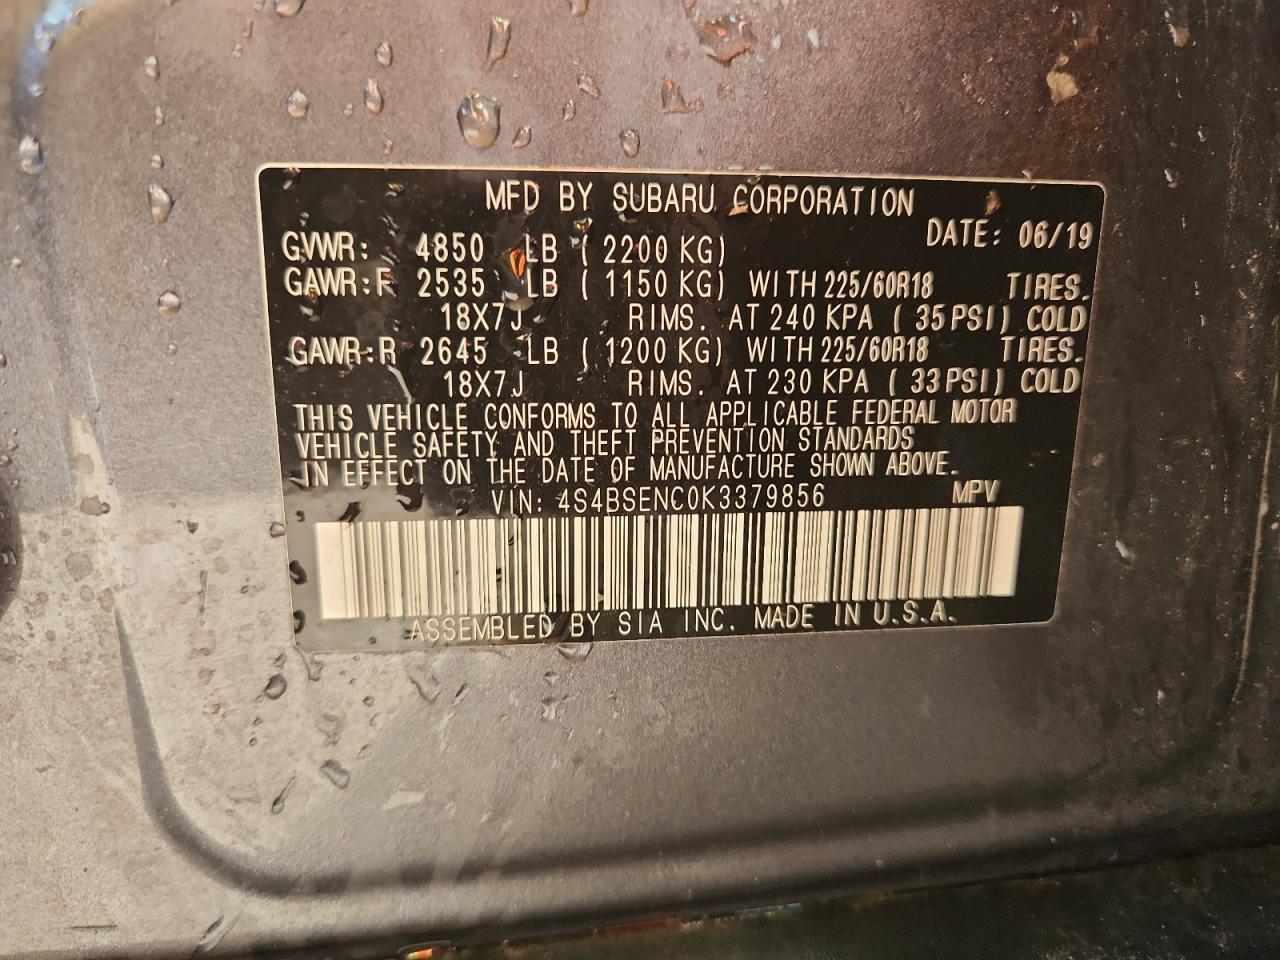 MFD BY SUBARU CORPORATION
DATE: 06/19
GVWR: 4850 LB (2200 KG)
GAWR:F 2535 LB (1150 KG) WITH 225/60R18 TIRES.
18X7J RIMS. AT 240 KPA (35 PSI) COLD
GAWR:R 2645 LB (1200 KG) WITH 225/60R18 TIRES.
18X7J RIMS. AT 230 KPA (33 PSI) COLD
THIS VEHICLE CONFORMS TO ALL APPLICABLE FEDERAL MOTOR
VEHICLE SAFETY AND THEFT PREVENTION STANDARDS
IN EFFECT ON THE DATE OF MANUFACTURE SHOWN ABOVE.
VIN: 4S4BSENC0K3379856 MPV
ASSEMBLED BY SIA INC. MADE IN U.S.A.